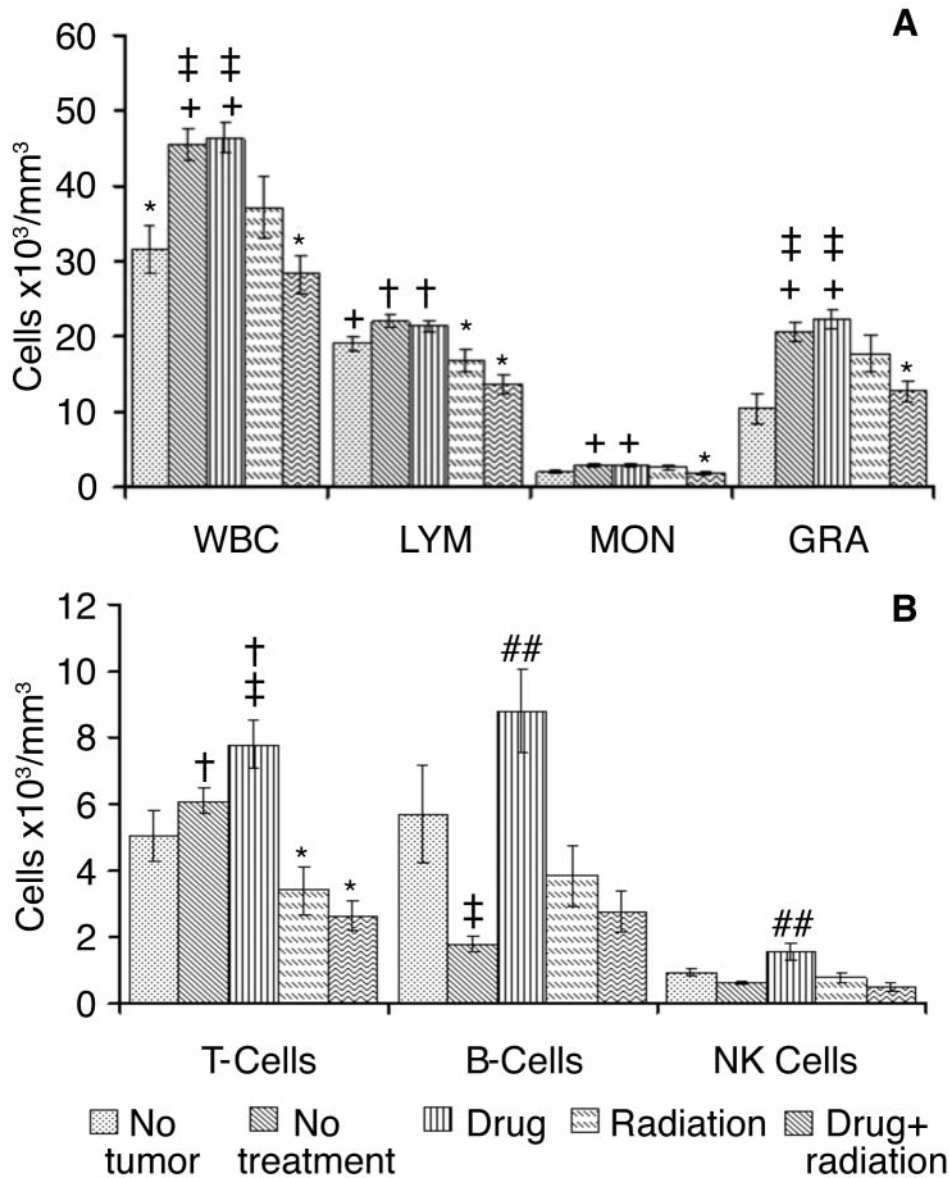 A
60
50
40
30
20
10
0
Cells x10³/mm³
‡ ‡ ‡ ‡
* + + *
+ † † * *
+ + *
+ + *
WBC LYM MON GRA
B
12
10
8
6
4
2
0
Cells x10³/mm³
† ‡ † * *
‡ ##
##
T-Cells B-Cells NK Cells
No tumor
No treatment
Drug
Radiation
Drug+
radiation